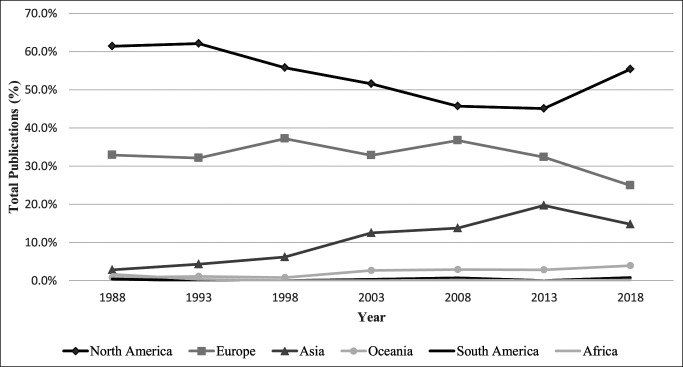 70.0%
60.0%
50.0%
40.0%
30.0%
20.0%
10.0%
0.0%
Total Publications (%)
1988 1993 1998 2003 2008 2013 2018
Year
North America Europe Asia Oceania South America Africa